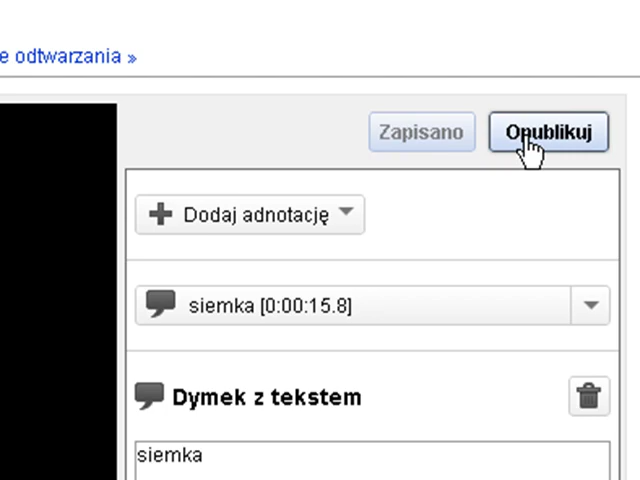 e odtwarzania »
Zapisano Opublikuj
Dodaj adnotację
siemka [0:00:15.8]
Dymek z tekstem
siemka